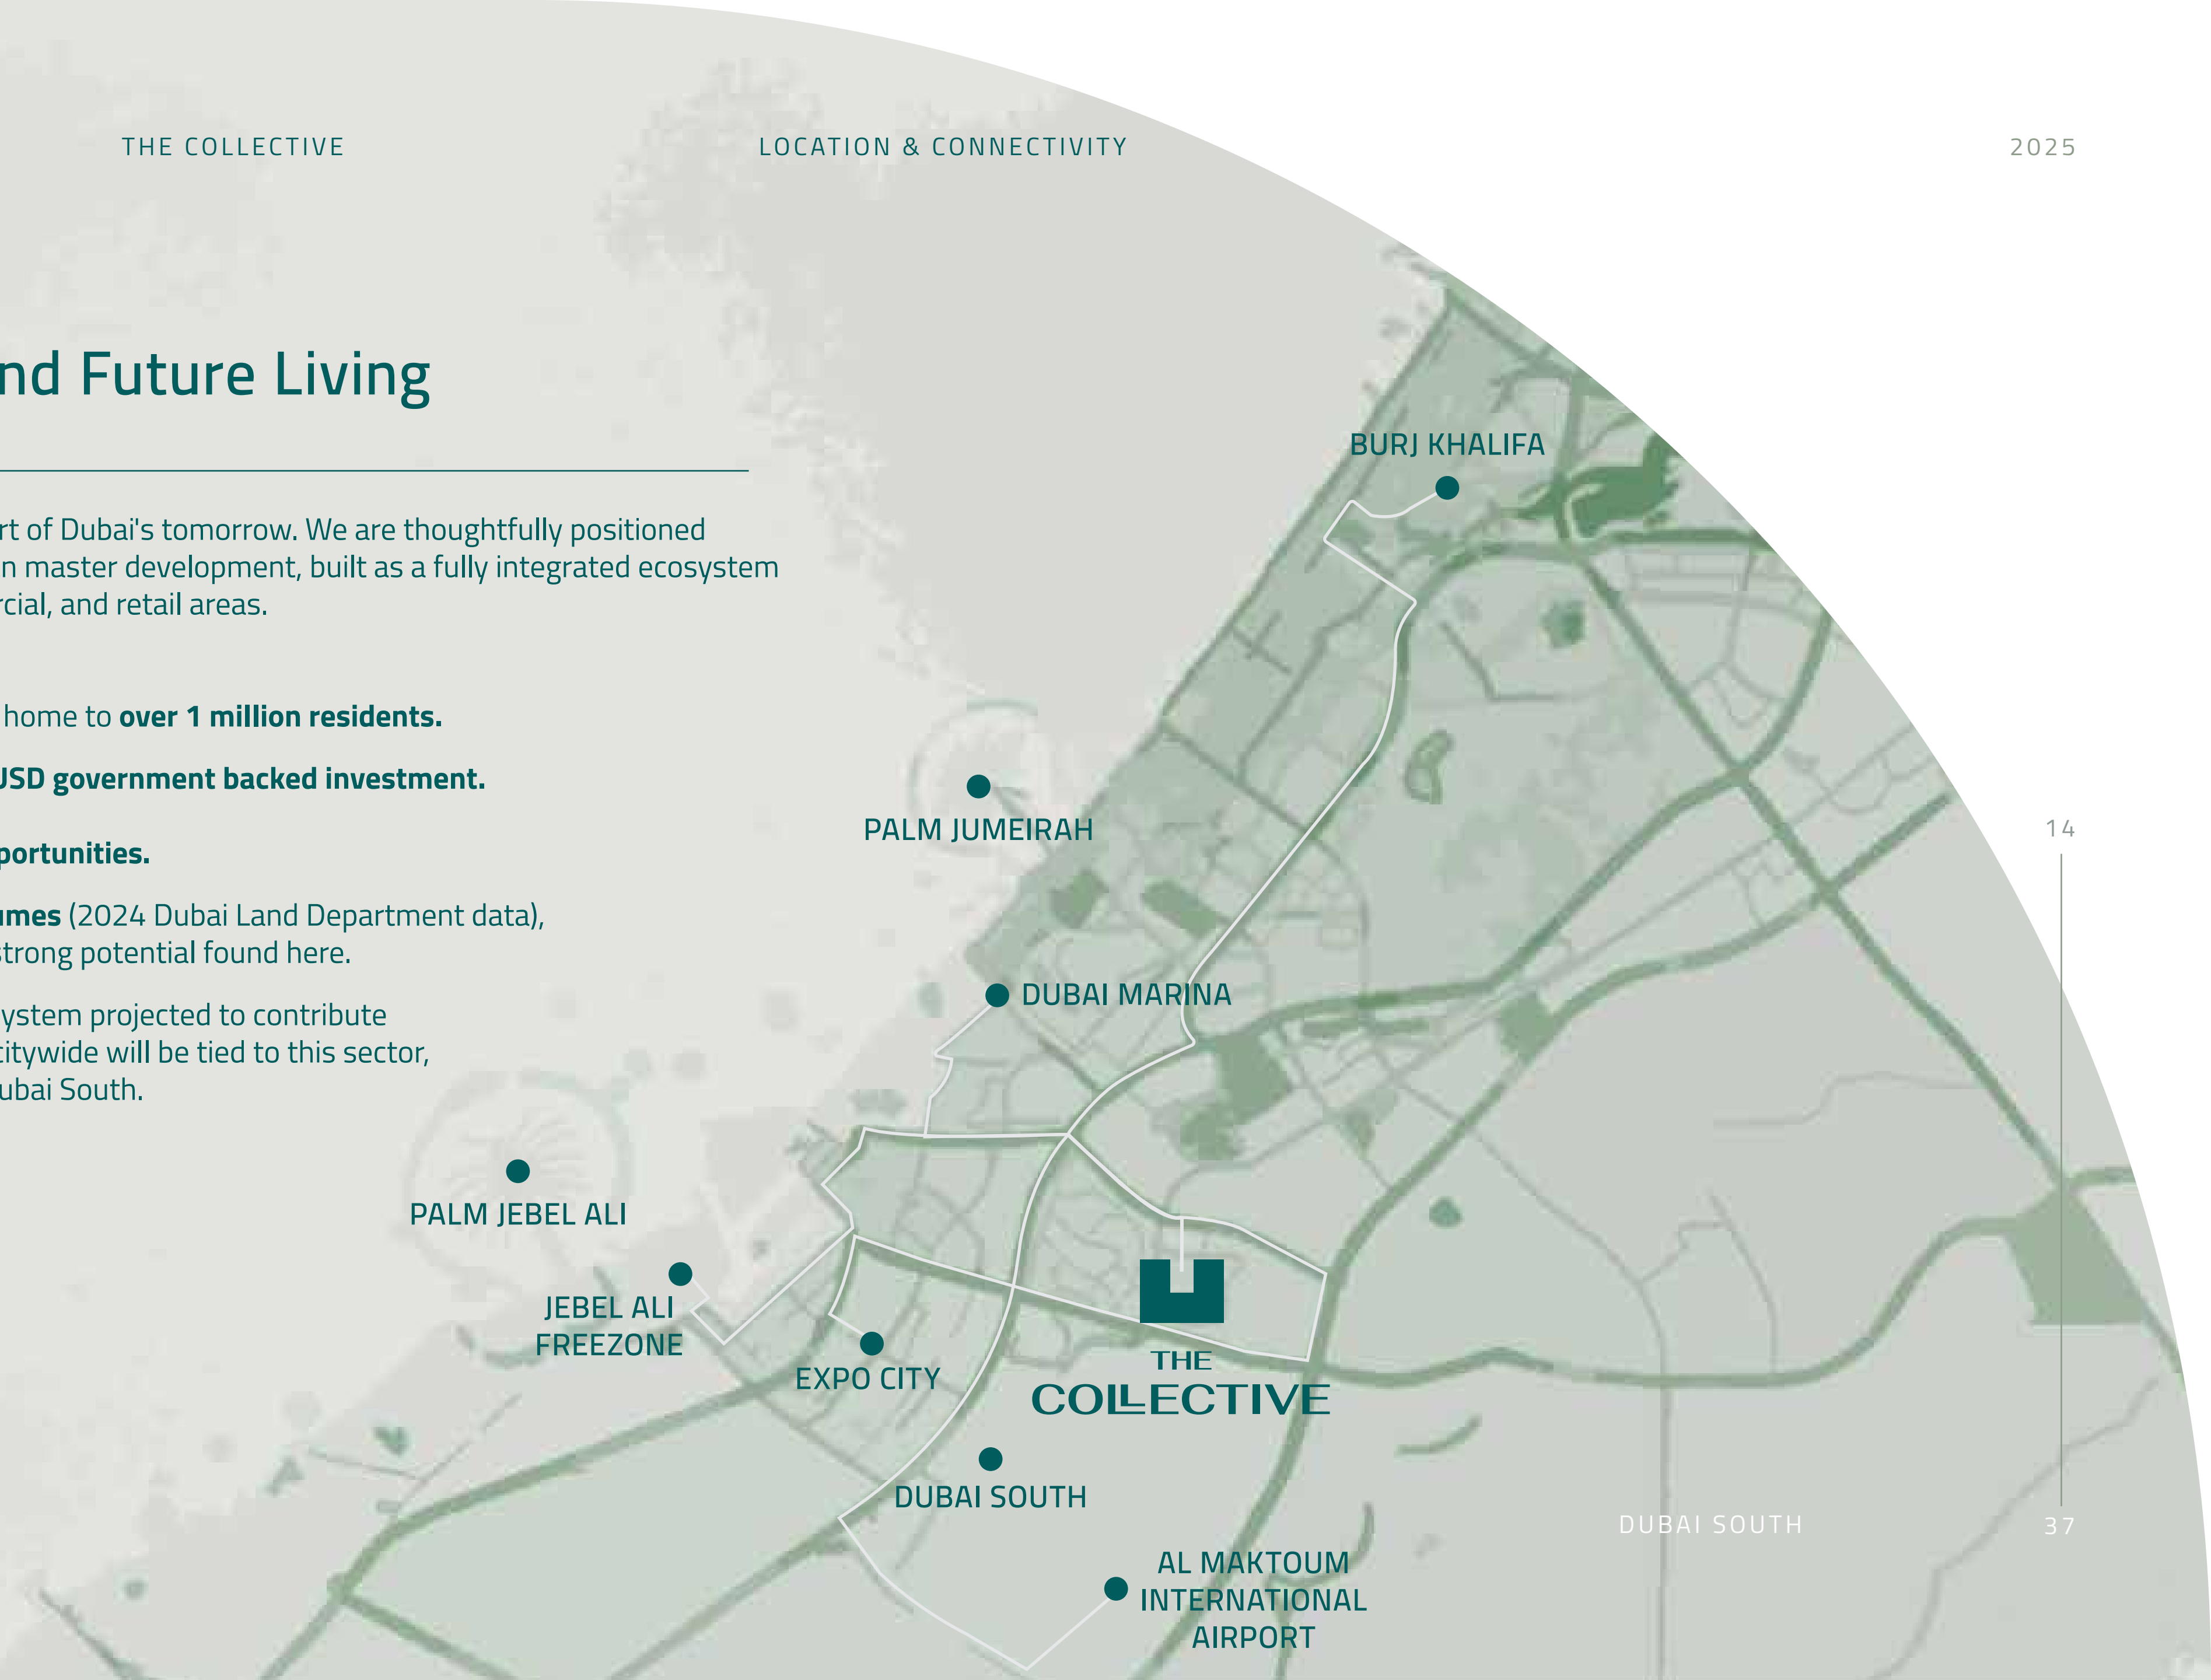 THE COLLECTIVE
LOCATION & CONNECTIVITY
2025
nd Future Living
rt of Dubai's tomorrow. We are thoughtfully positioned
n master development, built as a fully integrated ecosystem
rcial, and retail areas.
home to over 1 million residents.
USD government backed investment.
portunities.
umes (2024 Dubai Land Department data),
strong potential found here.
ystem projected to contribute
citywide will be tied to this sector,
ubai South.
BURJ KHALIFA
PALM JUMEIRAH
14
DUBAI MARINA
PALM JEBEL ALI
JEBEL ALI
FREEZONE
EXPO CITY
THE
COLLECTIVE
DUBAI SOUTH
DUBAI SOUTH
37
AL MAKTOUM
INTERNATIONAL
AIRPORT